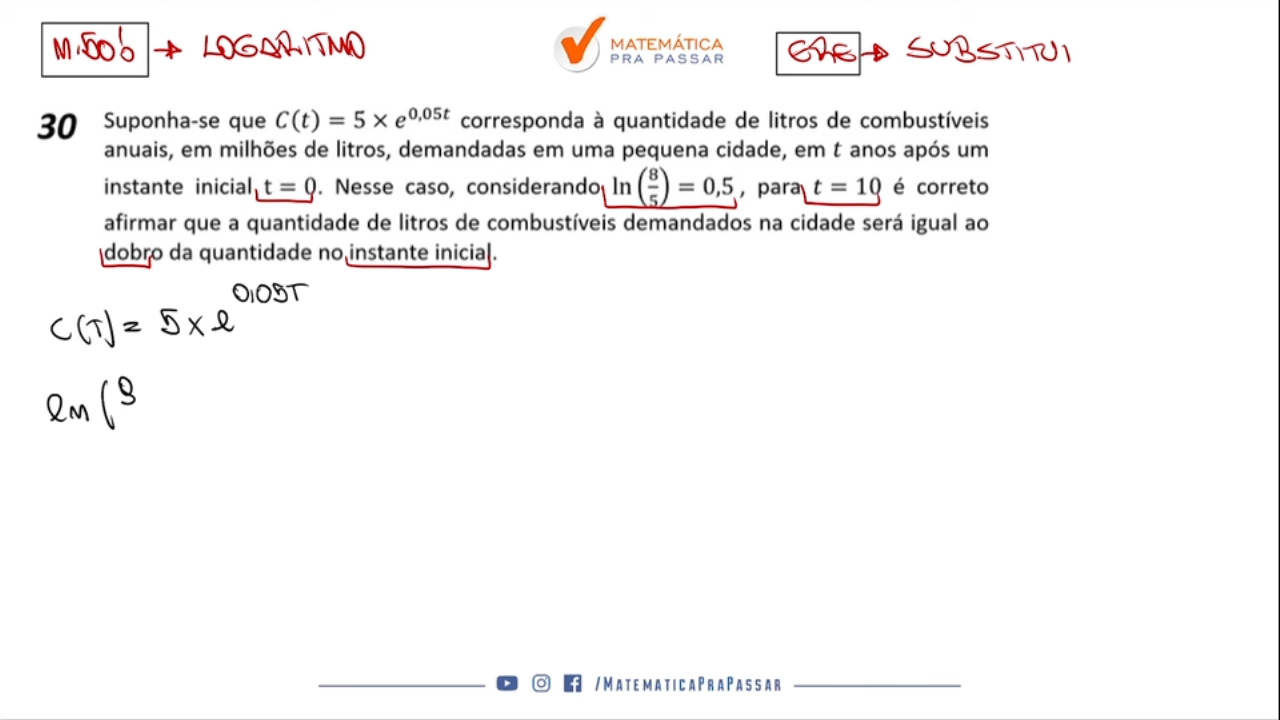 → LOGARITMO
MATEMÁTICA
PRA PASSAR
→ SUBSTITUI
30 Suponha-se que C(t) = 5 × e^{0,05t} corresponda à quantidade de litros de combustíveis
anuais, em milhões de litros, demandadas em uma pequena cidade, em t anos após um
instante inicial t = 0. Nesse caso, considerando ln(8/5) = 0,5, para t = 10 é correto
afirmar que a quantidade de litros de combustíveis demandados na cidade será igual ao
dobro da quantidade no instante inicial.
C(T) = 5 × e^{0,05T}
ln (8
/MATEMATICAPRAPASSAR